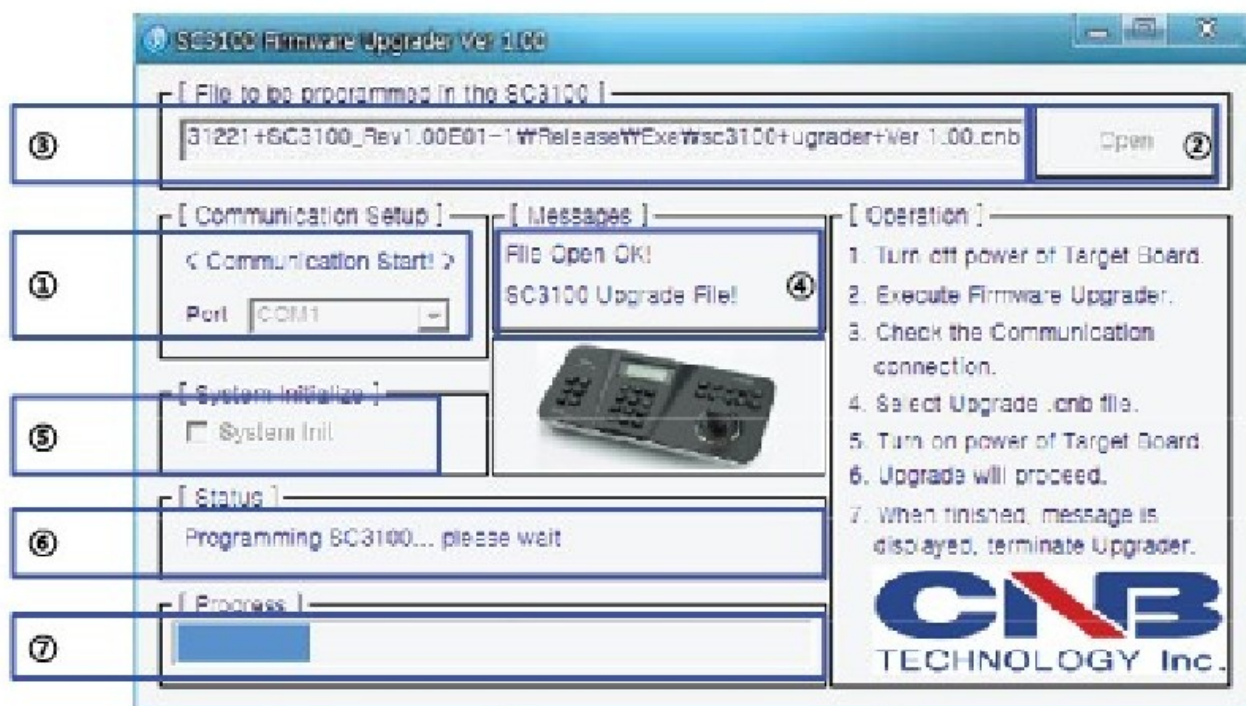 SC3100 Firmware Upgrader Ver 1.00
[ File to be programmed in the SC3100 ]
③
31221+SC3100_Rev1.00E01-1₩Release₩Exe₩sc3100+ugrader+Ver 1.00.cnb
Open
②
[ Communication Setup ]
①
< Communication Start! >
Port
COM1
[ Messages ]
File Open OK!
SC3100 Upgrade File!
④
[ System Initialize ]
⑤
System Init
[ Status ]
⑥
Programming SC3100... please wait
[ Progress ]
⑦
[ Operation ]
1. Turn off power of Target Board.
2. Execute Firmware Upgrader.
3. Check the Communication
connection.
4. Select Upgrade .cnb file.
5. Turn on power of Target Board
6. Upgrade will proceed.
7. When finished, message is
displayed, terminate Upgrader.
CNB
TECHNOLOGY Inc.